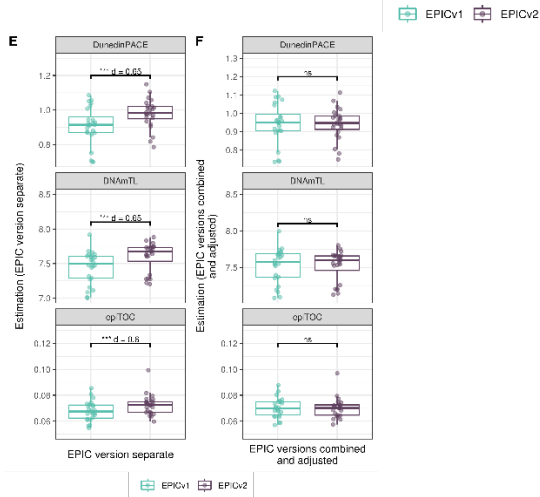 EPICv1 EPICv2
E
F
DunedinPACE
DunedinPACE
*** d = 0.65
ns
1.2
1.0
0.8
1.3
1.2
1.1
1.0
0.9
0.8
DNAmTL
DNAmTL
*** d = 0.65
ns
8.5
8.0
7.5
7.0
8.5
8.0
7.5
epiTOC
epiTOC
*** d = 0.6
ns
0.12
0.10
0.08
0.06
0.12
0.10
0.08
0.06
Estimation (EPIC version separate)
Estimation (EPIC versions combined
and adjusted)
EPIC version separate
EPIC versions combined
and adjusted
EPICv1 EPICv2